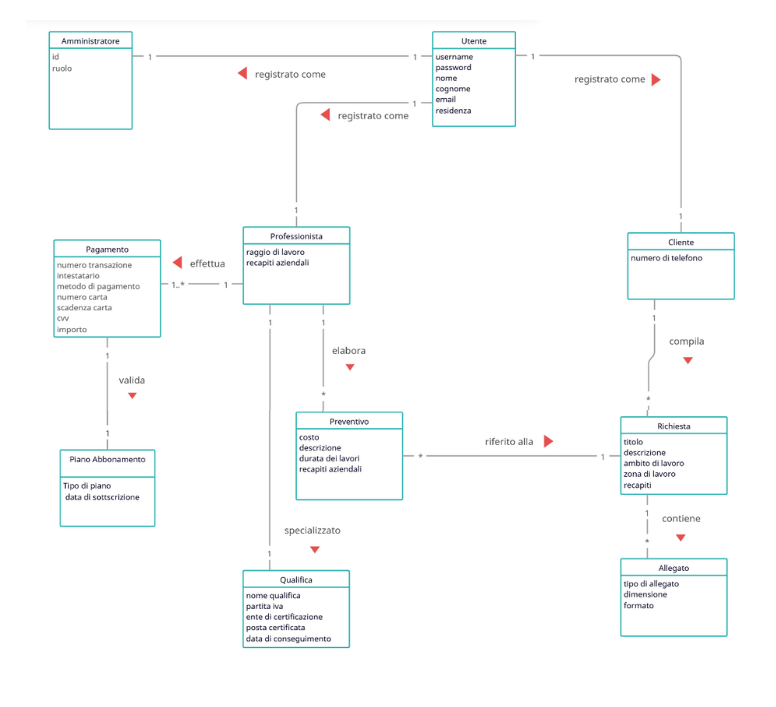 Amministratore
id
ruolo
1
1
registrato come
Utente
username
password
nome
cognome
email
residenza
1
registrato come
1
1
registrato come
1
Professionista
raggio di lavoro
recapiti aziendali
Pagamento
numero transazione
intestatario
metodo di pagamento
numero carta
scadenza carta
cvv
importo
effettua
1..*
1
Cliente
numero di telefono
1
compila
*
1
valida
1
Piano Abbonamento
Tipo di piano
data di sottscrizione
1
elabora
*
Preventivo
costo
descrizione
durata dei lavori
recapiti aziendali
*
riferito alla
1
Richiesta
titolo
descrizione
ambito di lavoro
zona di lavoro
recapiti
1
specializzato
1
Qualifica
nome qualifica
partita iva
ente di certificazione
posta certificata
data di conseguimento
1
contiene
*
Allegato
tipo di allegato
dimensione
formato